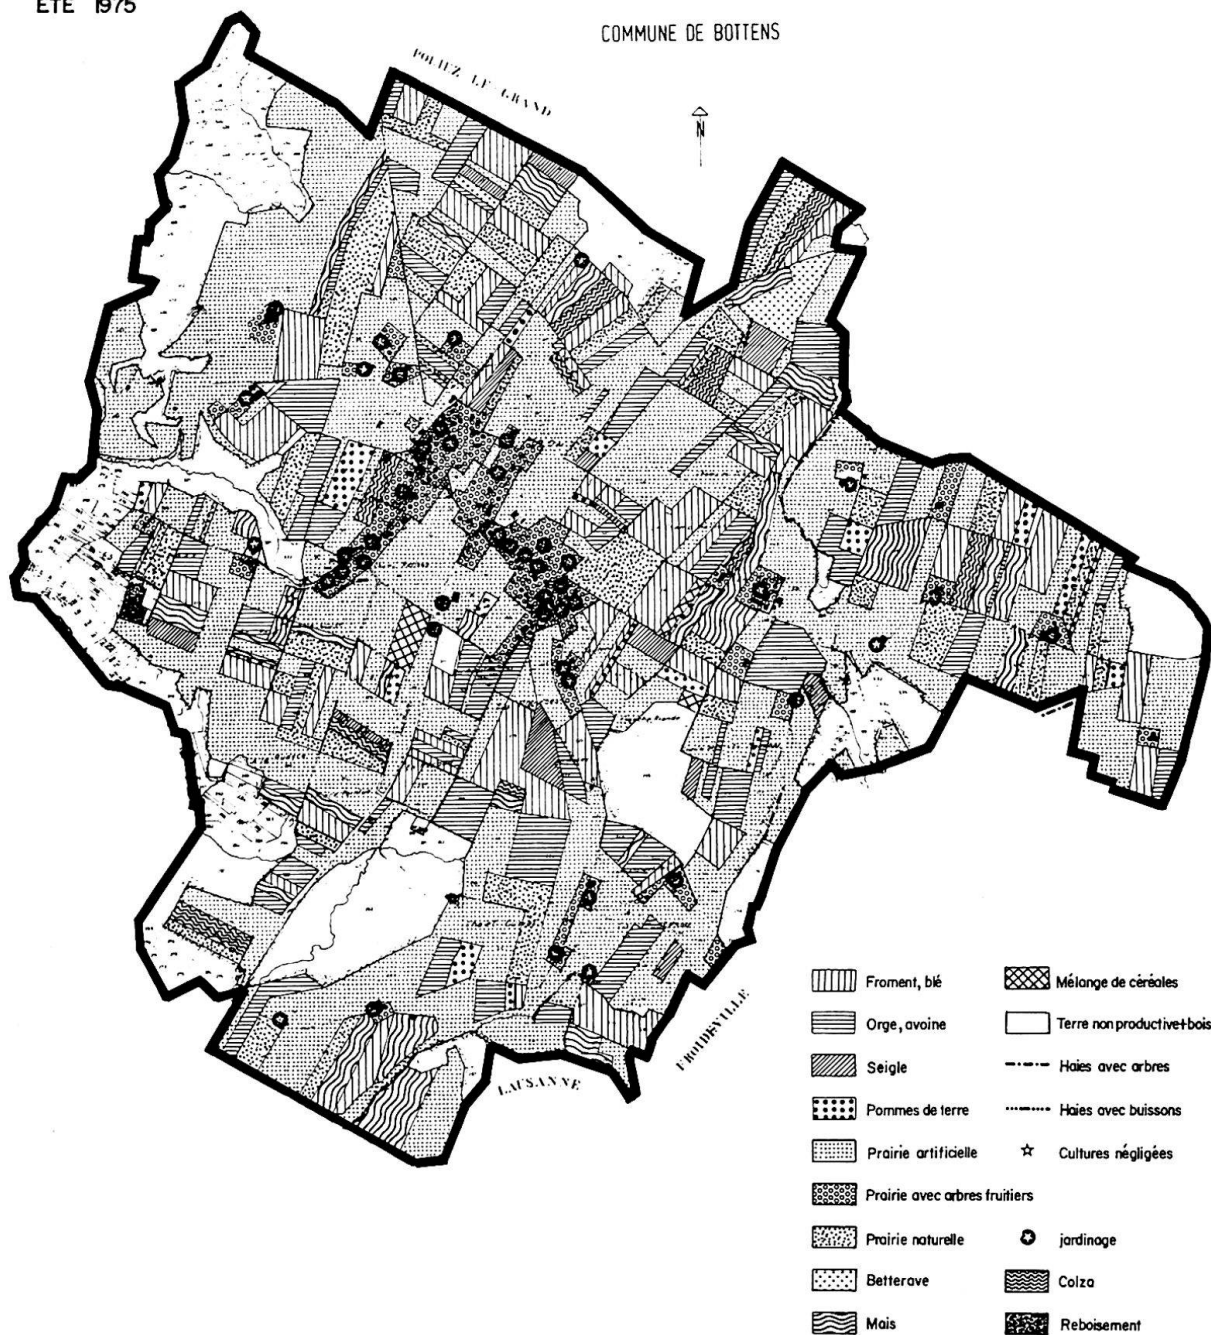 ETE 1975
COMMUNE DE BOTTENS
POLIEZ LE GRAND
N
FROIDEVILLE
LAUSANNE
Froment, blé
Orge, avoine
Seigle
Pommes de terre
Prairie artificielle
Prairie avec arbres fruitiers
Prairie naturelle
Betterave
Mais
Mélange de céréales
Terre non productive+bois
Haies avec arbres
Haies avec buissons
Cultures négligées
jardinage
Colza
Reboisement